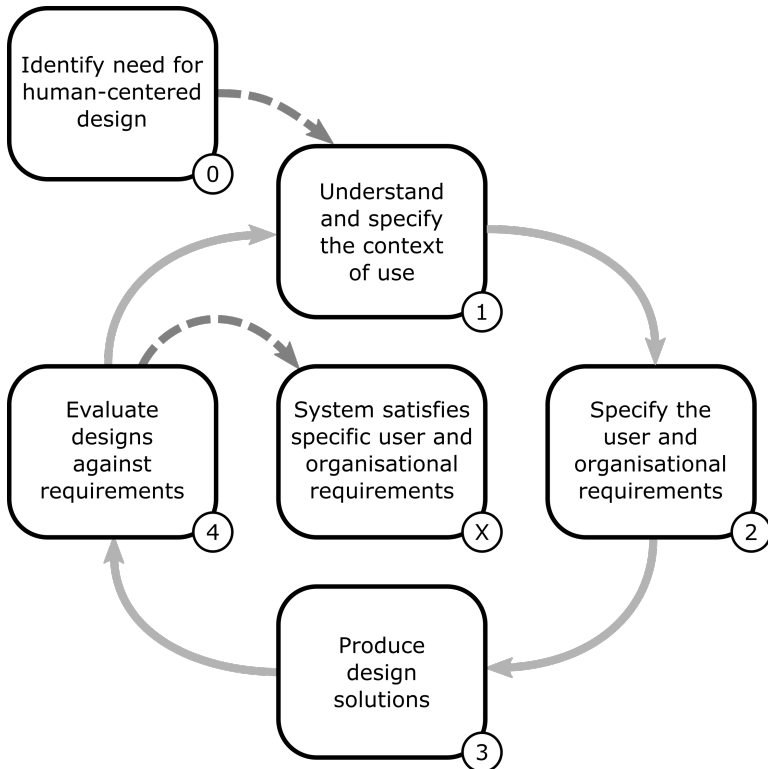 Identify need for
human-centered
design
0
Understand
and specify
the context
of use
1
Evaluate
designs
against
requirements
4
System satisfies
specific user and
organisational
requirements
X
Specify the
user and
organisational
requirements
2
Produce
design
solutions
3